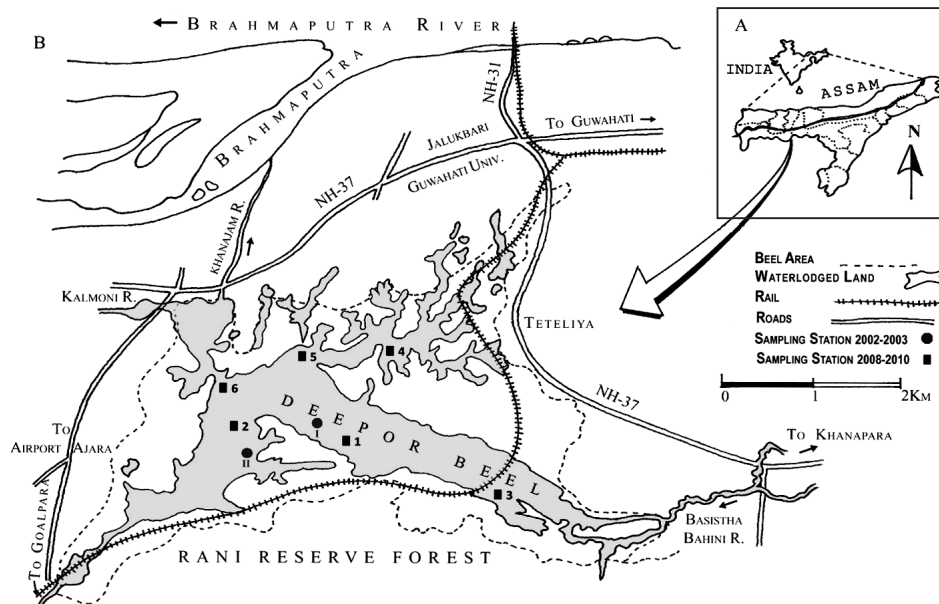 B
← BRAHMAPUTRA RIVER
BRAHMAPUTRA
NH-31
TO GUWAHATI →
JALUKBARI
GUWAHATI UNIV.
NH-37
KHANAJAM R.
KALMONI R.
TETELIYA
NH-37
TO KHANAPARA
BASISTHA
BAHINI R.
TO
AIRPORT
AJARA
TO GOALPARA
DEEPOR BEEL
5
4
6
2
I
1
II
3
RANI RESERVE FOREST
A
INDIA
ASSAM
N
BEEL AREA
WATERLODGED LAND
RAIL
ROADS
SAMPLING STATION 2002-2003
SAMPLING STATION 2008-2010
0 1 2KM